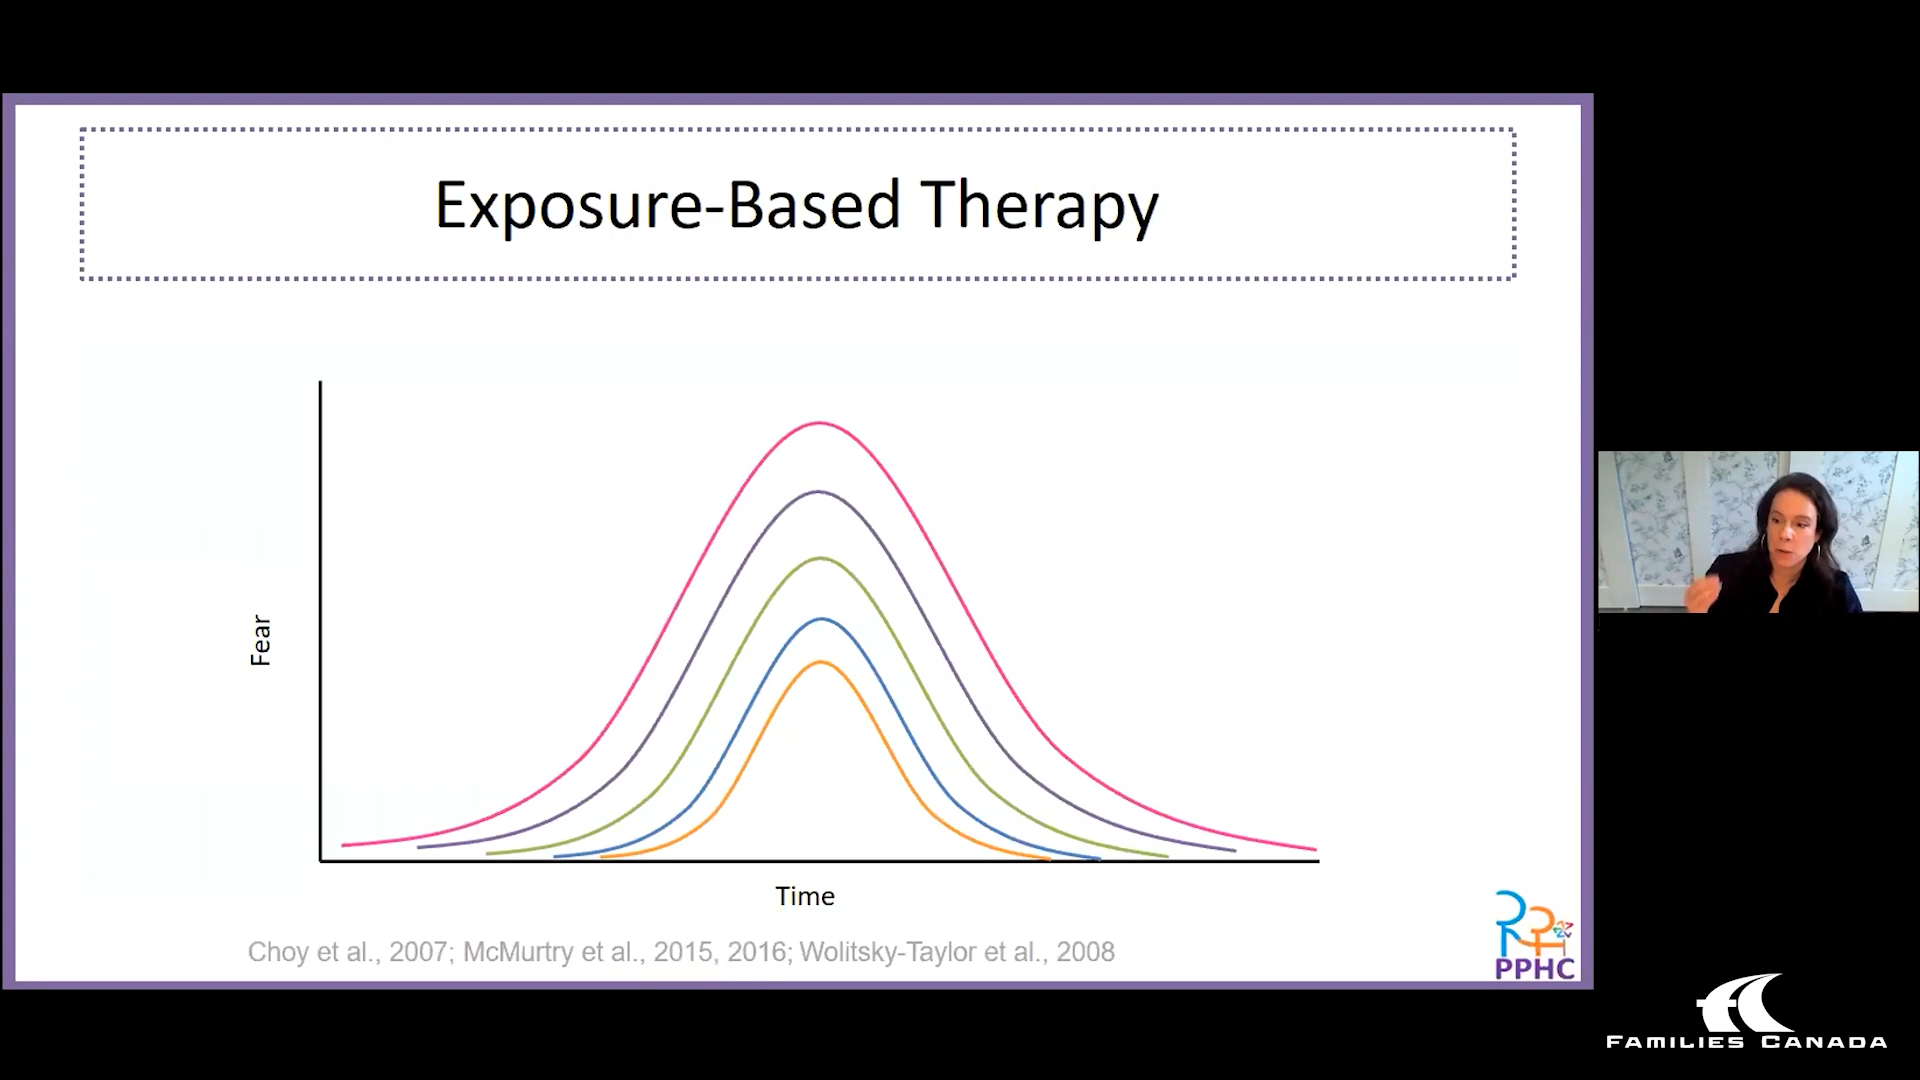 Exposure-Based Therapy
Fear
Time
Choy et al., 2007; McMurtry et al., 2015, 2016; Wolitsky-Taylor et al., 2008
PPHC
FAMILIES CANADA